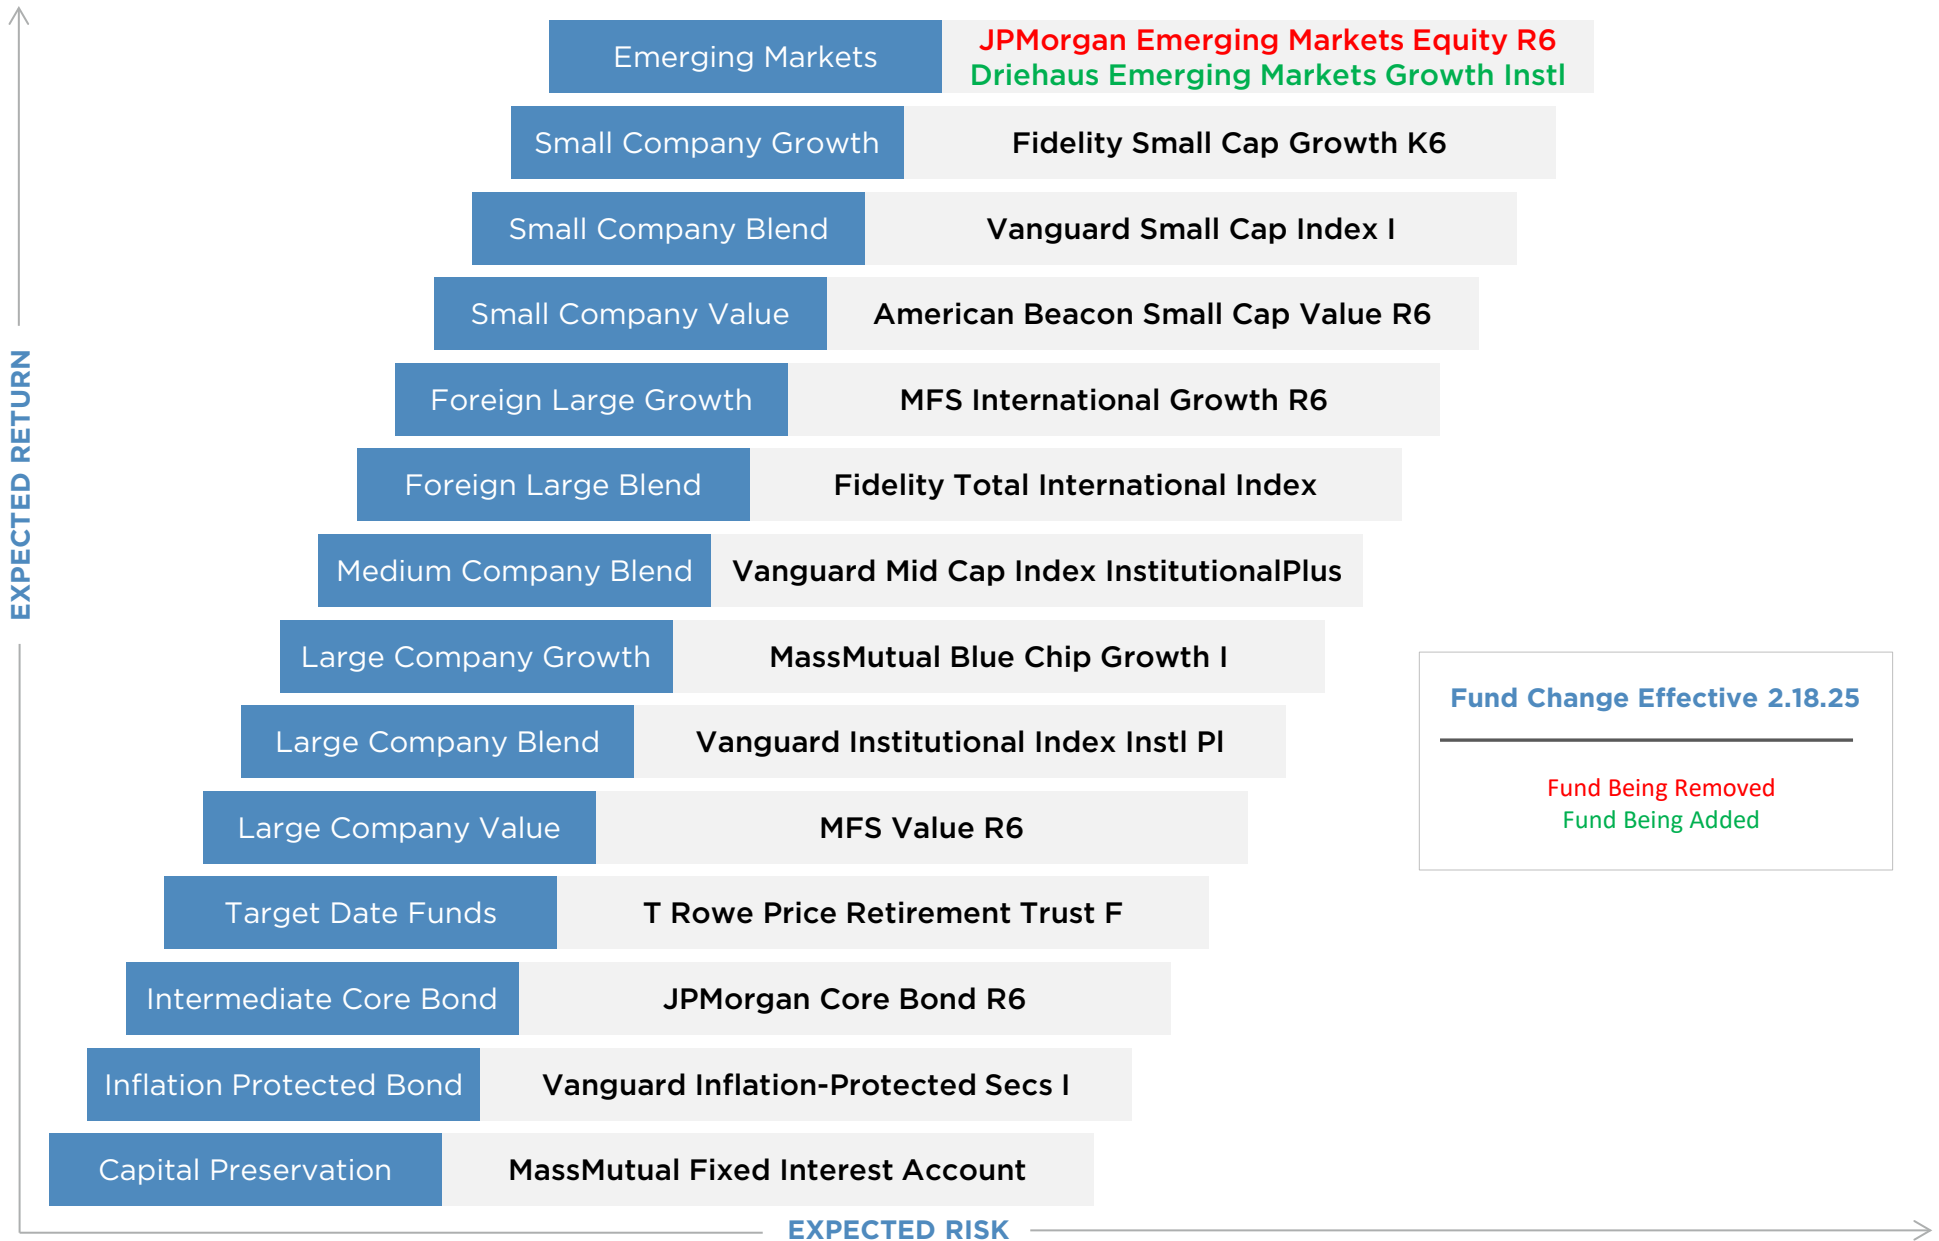 Emerging Markets
JPMorgan Emerging Markets Equity R6
Driehaus Emerging Markets Growth Instl
Small Company Growth
Fidelity Small Cap Growth K6
Small Company Blend
Vanguard Small Cap Index I
Small Company Value
American Beacon Small Cap Value R6
Foreign Large Growth
MFS International Growth R6
Foreign Large Blend
Fidelity Total International Index
Medium Company Blend
Vanguard Mid Cap Index InstitutionalPlus
Large Company Growth
MassMutual Blue Chip Growth I
Large Company Blend
Vanguard Institutional Index Instl Pl
Large Company Value
MFS Value R6
Target Date Funds
T Rowe Price Retirement Trust F
Intermediate Core Bond
JPMorgan Core Bond R6
Inflation Protected Bond
Vanguard Inflation-Protected Secs I
Capital Preservation
MassMutual Fixed Interest Account
EXPECTED RETURN
EXPECTED RISK
Fund Change Effective 2.18.25
Fund Being Removed
Fund Being Added